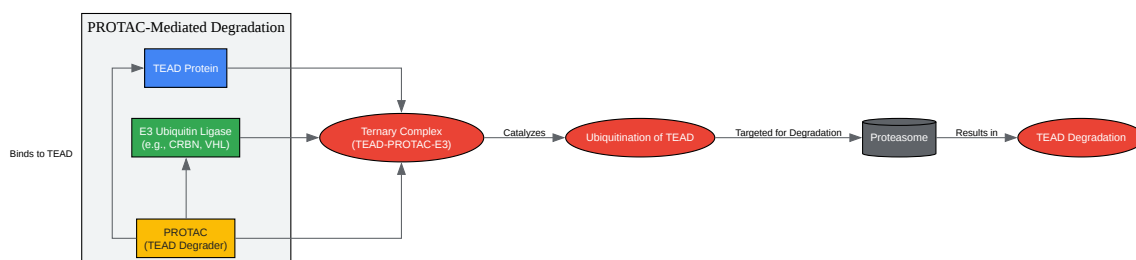 PROTAC-Mediated Degradation
TEAD Protein
E3 Ubiquitin Ligase
(e.g., CRBN, VHL)
Binds to TEAD
PROTAC
(TEAD Degrader)
Ternary Complex
(TEAD-PROTAC-E3)
Catalyzes
Ubiquitination of TEAD
Targeted for Degradation
Proteasome
Results in
TEAD Degradation